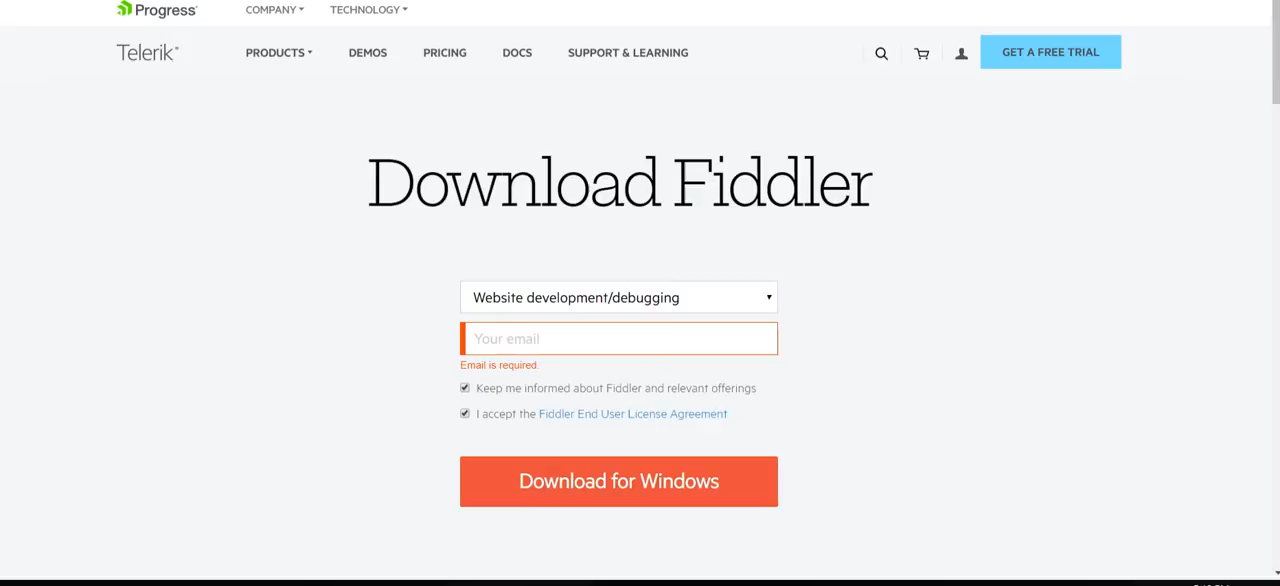 Progress
COMPANY
TECHNOLOGY
Telerik
PRODUCTS
DEMOS
PRICING
DOCS
SUPPORT & LEARNING
GET A FREE TRIAL
Download Fiddler
Website development/debugging
Your email
Email is required.
Keep me informed about Fiddler and relevant offerings
I accept the Fiddler End User License Agreement
Download for Windows